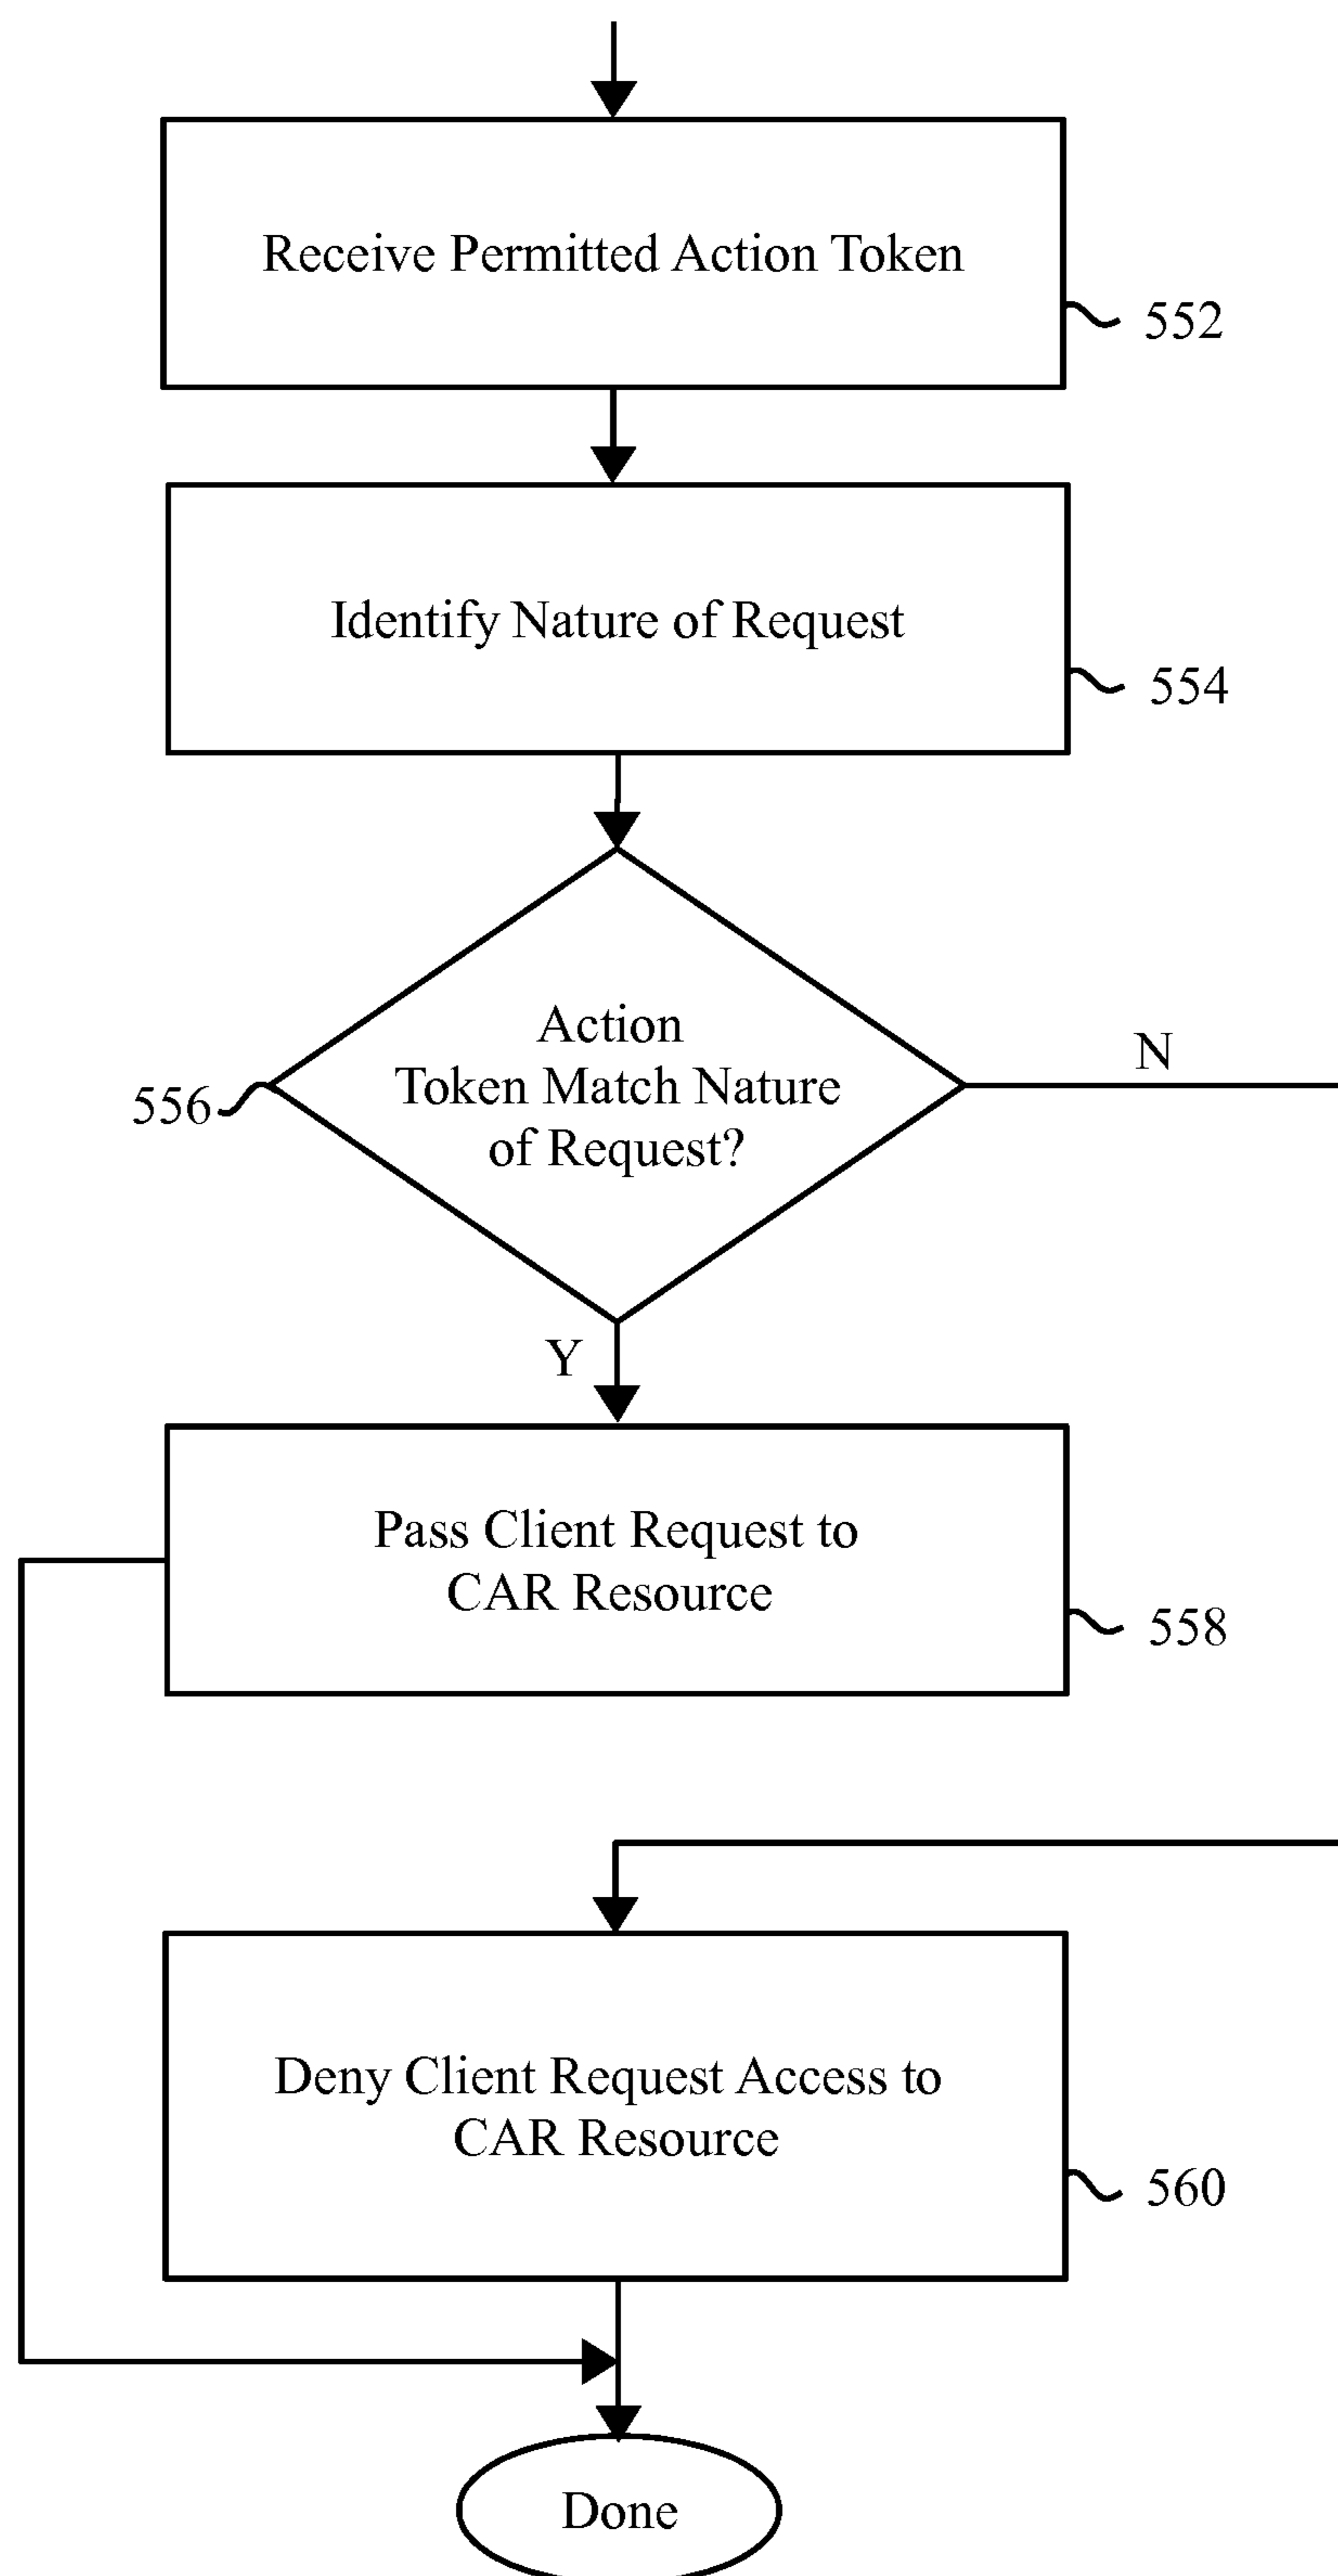 Receive Permitted Action Token
552
Identify Nature of Request
554
Action
Token Match Nature
of Request?
N
556
Y
Pass Client Request to
CAR Resource
558
Deny Client Request Access to
CAR Resource
560
Done